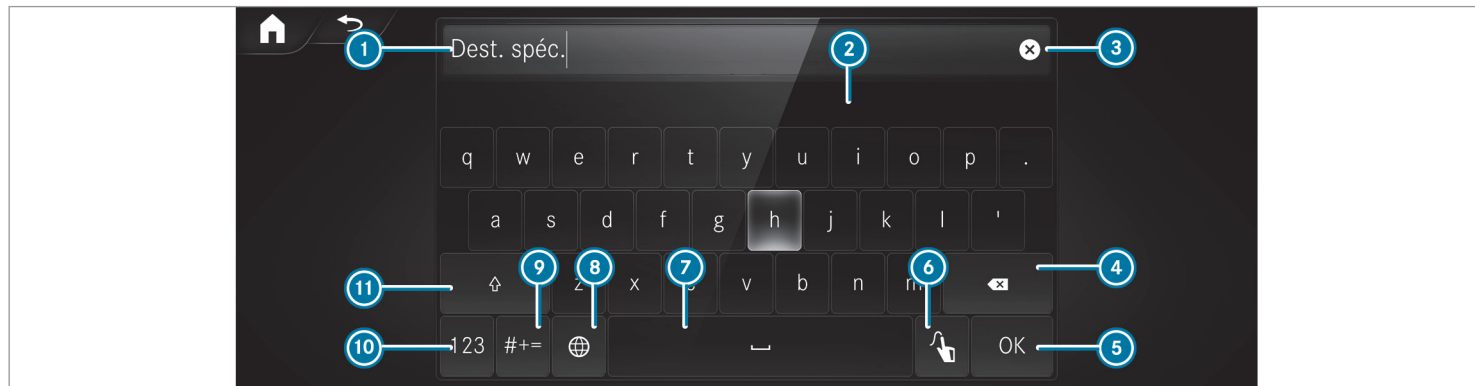 1 Dest. spéc. 2 3
q w e r t y u i o p .
a s d f g h j k l '
11 z x c v b n m 4
9 8 7 6
10 123 #+= OK 5